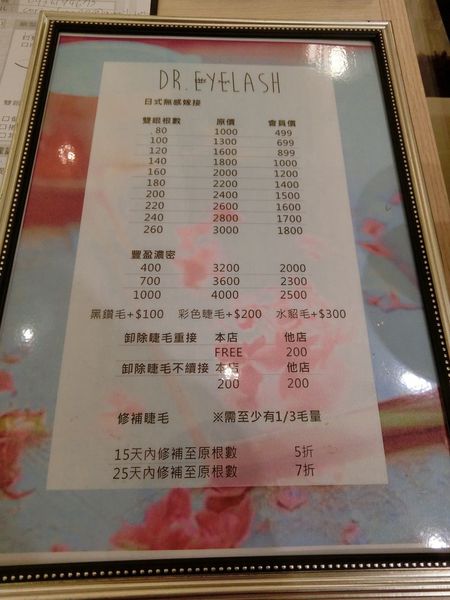 DR. EYELASH
日式無感嫁接
雙眼根數 原價 會員價
80 1000 499
100 1300 699
120 1600 899
140 1800 1000
160 2000 1200
180 2200 1400
200 2400 1500
220 2600 1600
240 2800 1700
260 3000 1800
豐盈濃密
400 3200 2000
700 3600 2300
1000 4000 2500
黑鑽毛+$100 彩色睫毛+$200 水貂毛+$300
卸除睫毛重接 本店 他店
FREE 200
卸除睫毛不續接 本店 他店
200 200
修補睫毛 ※需至少有1/3毛量
15天內修補至原根數 5折
25天內修補至原根數 7折